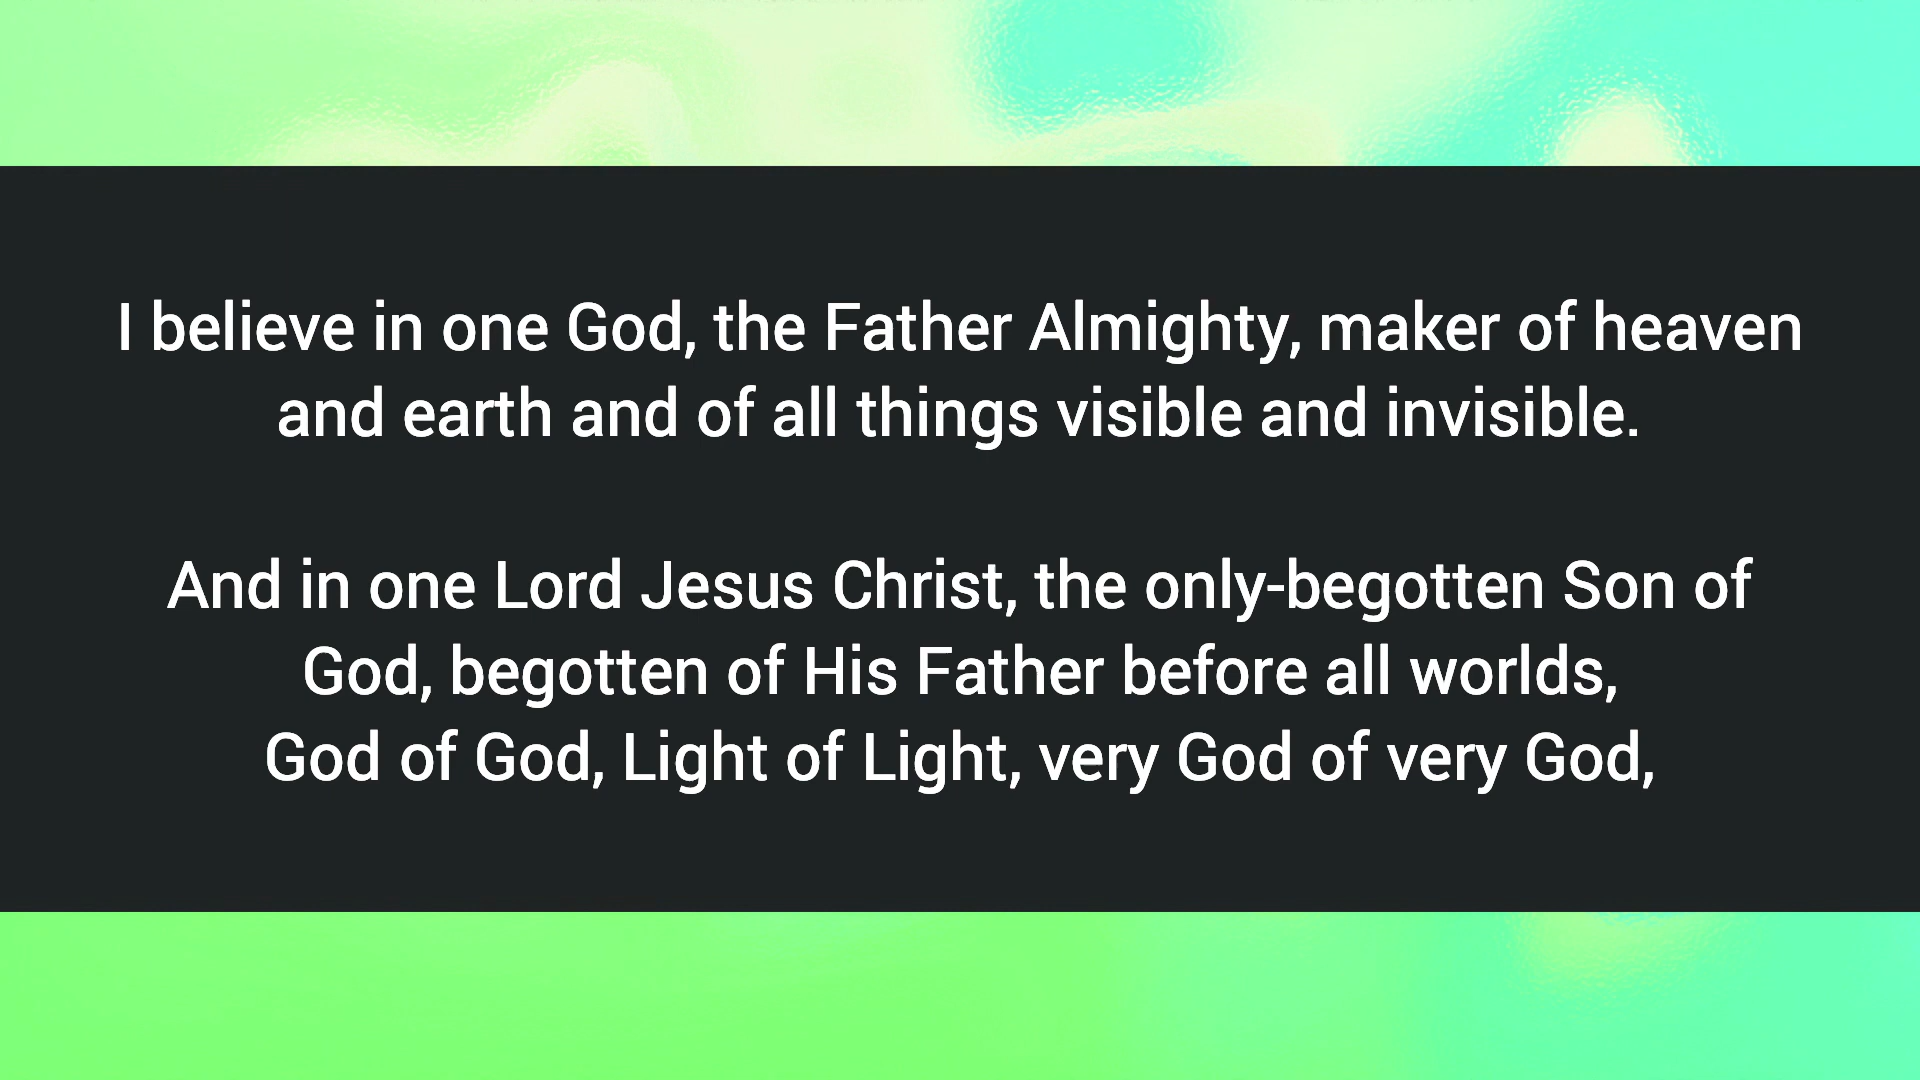 I believe in one God, the Father Almighty, maker of heaven
and earth and of all things visible and invisible.
And in one Lord Jesus Christ, the only-begotten Son of
God, begotten of His Father before all worlds,
God of God, Light of Light, very God of very God,